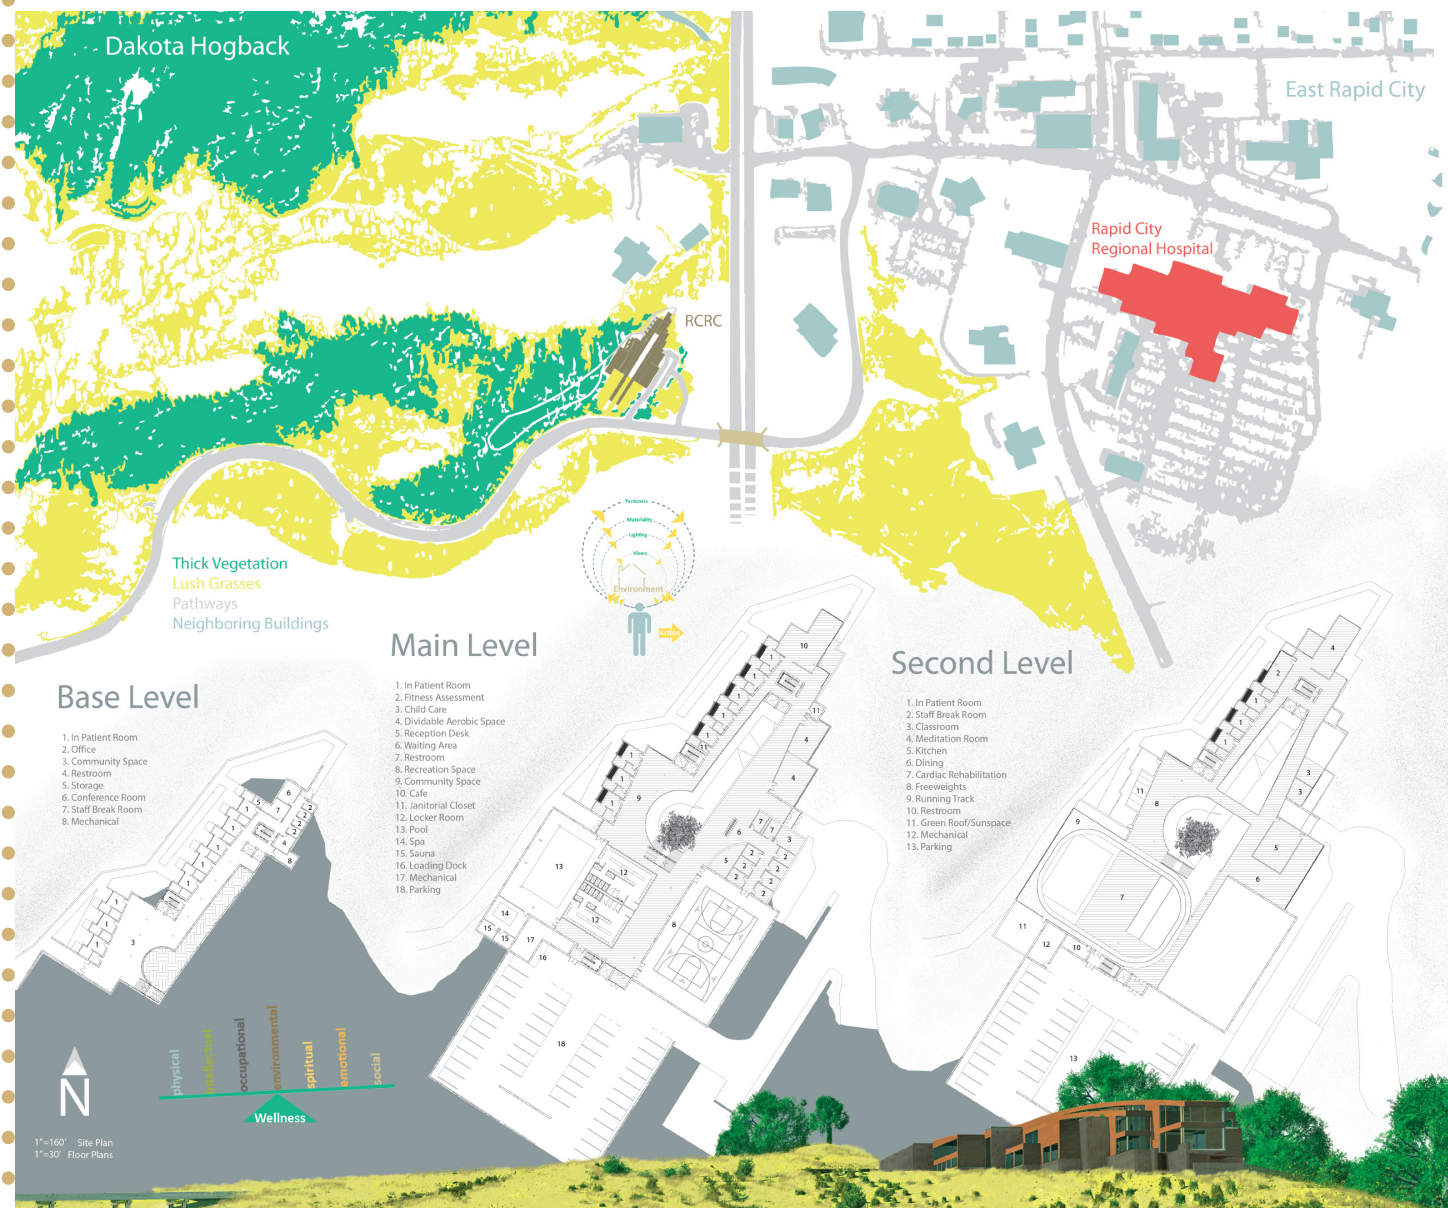 Dakota Hogback
East Rapid City
Rapid City
Regional Hospital
RCRC
Thick Vegetation
Lush Grasses
Pathways
Neighboring Buildings
Tectonics
Materiality
Lighting
Views
Environment
Action
Base Level
1. In Patient Room
2. Office
3. Community Space
4. Restroom
5. Storage
6. Conference Room
7. Staff Break Room
8. Mechanical
Main Level
1. In Patient Room
2. Fitness Assessment
3. Child Care
4. Dividable Aerobic Space
5. Reception Desk
6. Waiting Area
7. Restroom
8. Recreation Space
9. Community Space
10. Cafe
11. Janitorial Closet
12. Locker Room
13. Pool
14. Spa
15. Sauna
16. Loading Dock
17. Mechanical
18. Parking
Second Level
1. In Patient Room
2. Staff Break Room
3. Classroom
4. Meditation Room
5. Kitchen
6. Dining
7. Cardiac Rehabilitation
8. Freeweights
9. Running Track
10. Restroom
11. Green Roof/Sunspace
12. Mechanical
13. Parking
physical
intellectual
occupational
environmental
spiritual
emotional
social
Wellness
N
1"=160' Site Plan
1"=30' Floor Plans